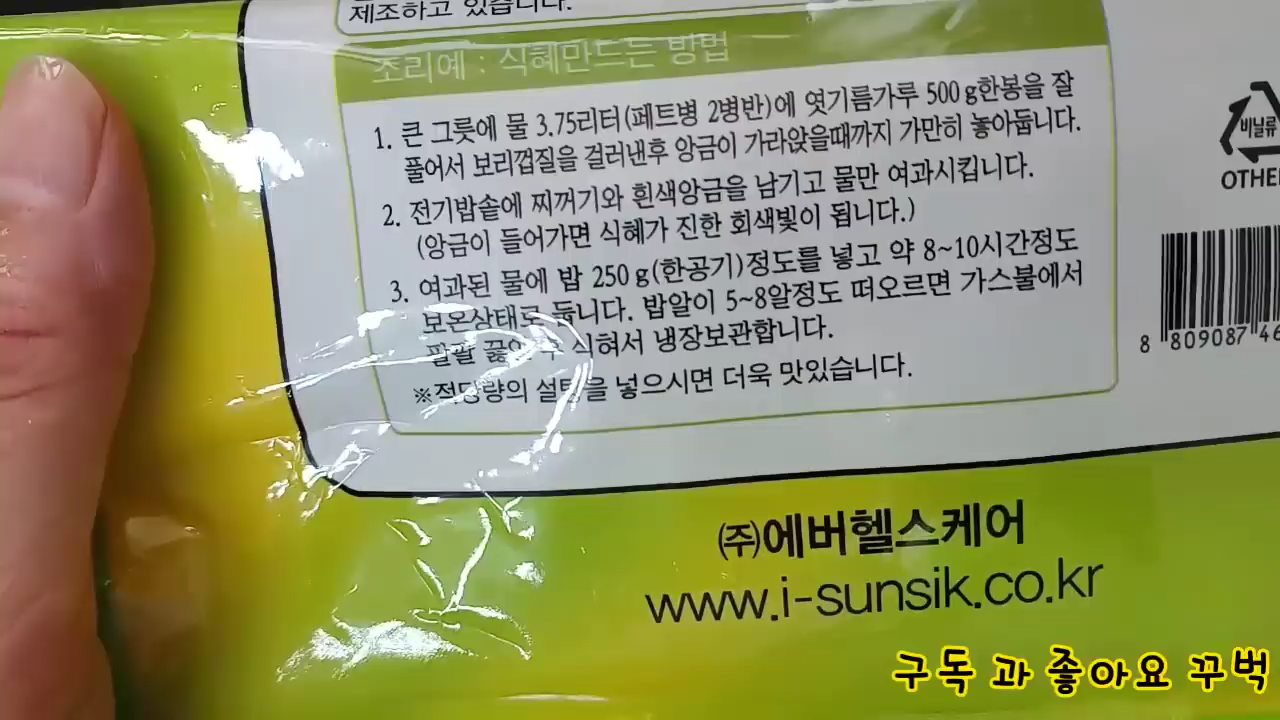 제조하고 있습니다.
조리예 : 식혜만드는 방법
1. 큰 그릇에 물 3.75리터(페트병 2병반)에 엿기름가루 500g한봉을 잘
풀어서 보리껍질을 걸러낸후 앙금이 가라앉을때까지 가만히 놓아둡니다.
2. 전기밥솥에 찌꺼기와 흰색앙금을 남기고 물만 여과시킵니다.
(앙금이 들어가면 식혜가 진한 회색빛이 됩니다.)
3. 여과된 물에 밥 250g(한공기)정도를 넣고 약 8~10시간정도
보온상태로 둡니다. 밥알이 5~8알정도 떠오르면 가스불에서
팔팔 끓인 후 식혀서 냉장보관합니다.
※적당량의 설탕을 넣으시면 더욱 맛있습니다.
비닐류
OTHE
8 809087 46
㈜에버헬스케어
www.i-sunsik.co.kr
구독 과 좋아요 꾸벅